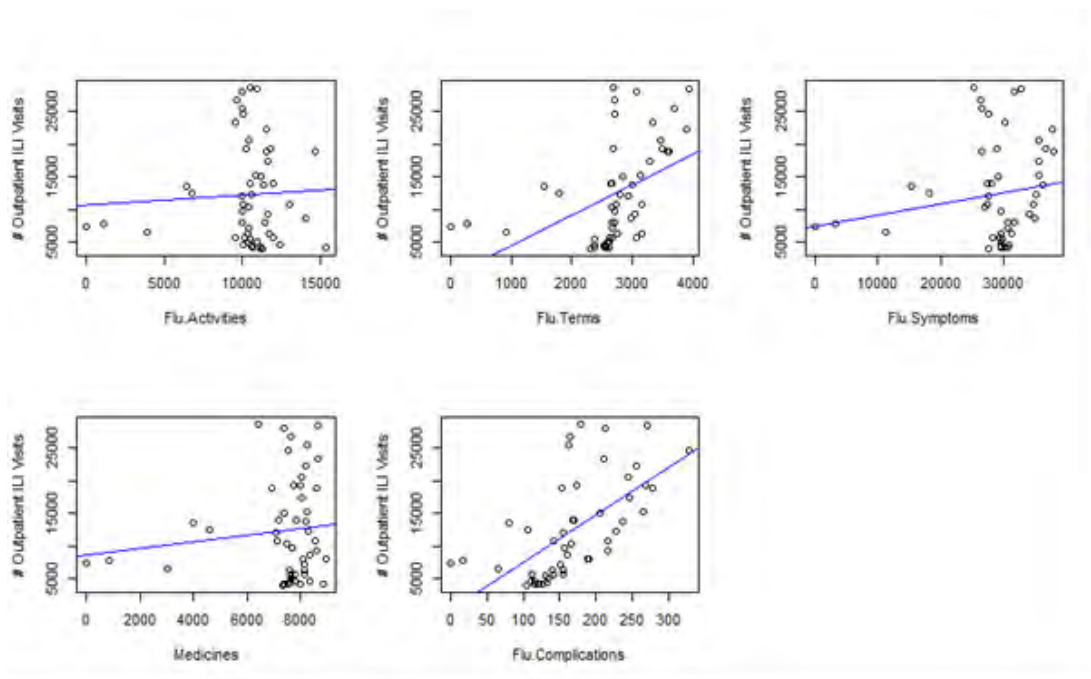 # Outpatient ILI Visits
5000 15000 25000
0 5000 10000 15000
Flu.Activities
# Outpatient ILI Visits
5000 15000 25000
0 1000 2000 3000 4000
Flu.Terms
# Outpatient ILI Visits
5000 15000 25000
0 10000 20000 30000
Flu.Symptoms
# Outpatient ILI Visits
5000 15000 25000
0 2000 4000 6000 8000
Medicines
# Outpatient ILI Visits
5000 15000 25000
0 50 100 150 200 250 300
Flu.Complications